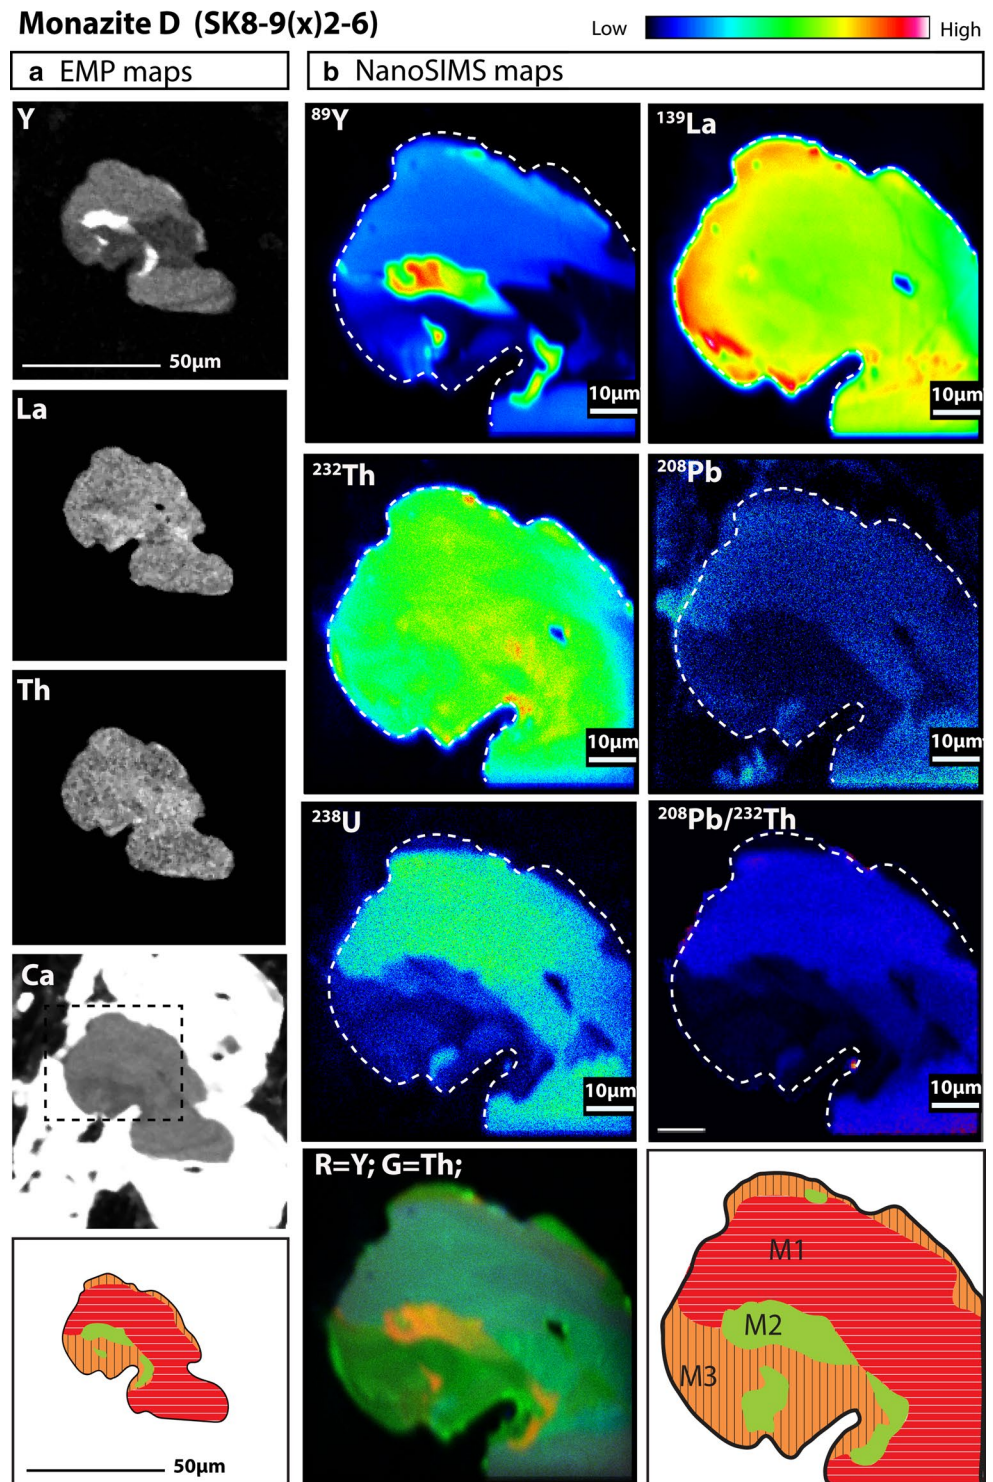 Monazite D (SK8-9(x)2-6)
Low High
a EMP maps
b NanoSIMS maps
Y
50µm
La
Th
Ca
50µm
⁸⁹Y
10µm
¹³⁹La
10µm
²³²Th
10µm
²⁰⁸Pb
10µm
²³⁸U
10µm
²⁰⁸Pb/²³²Th
10µm
R=Y; G=Th;
M1
M2
M3